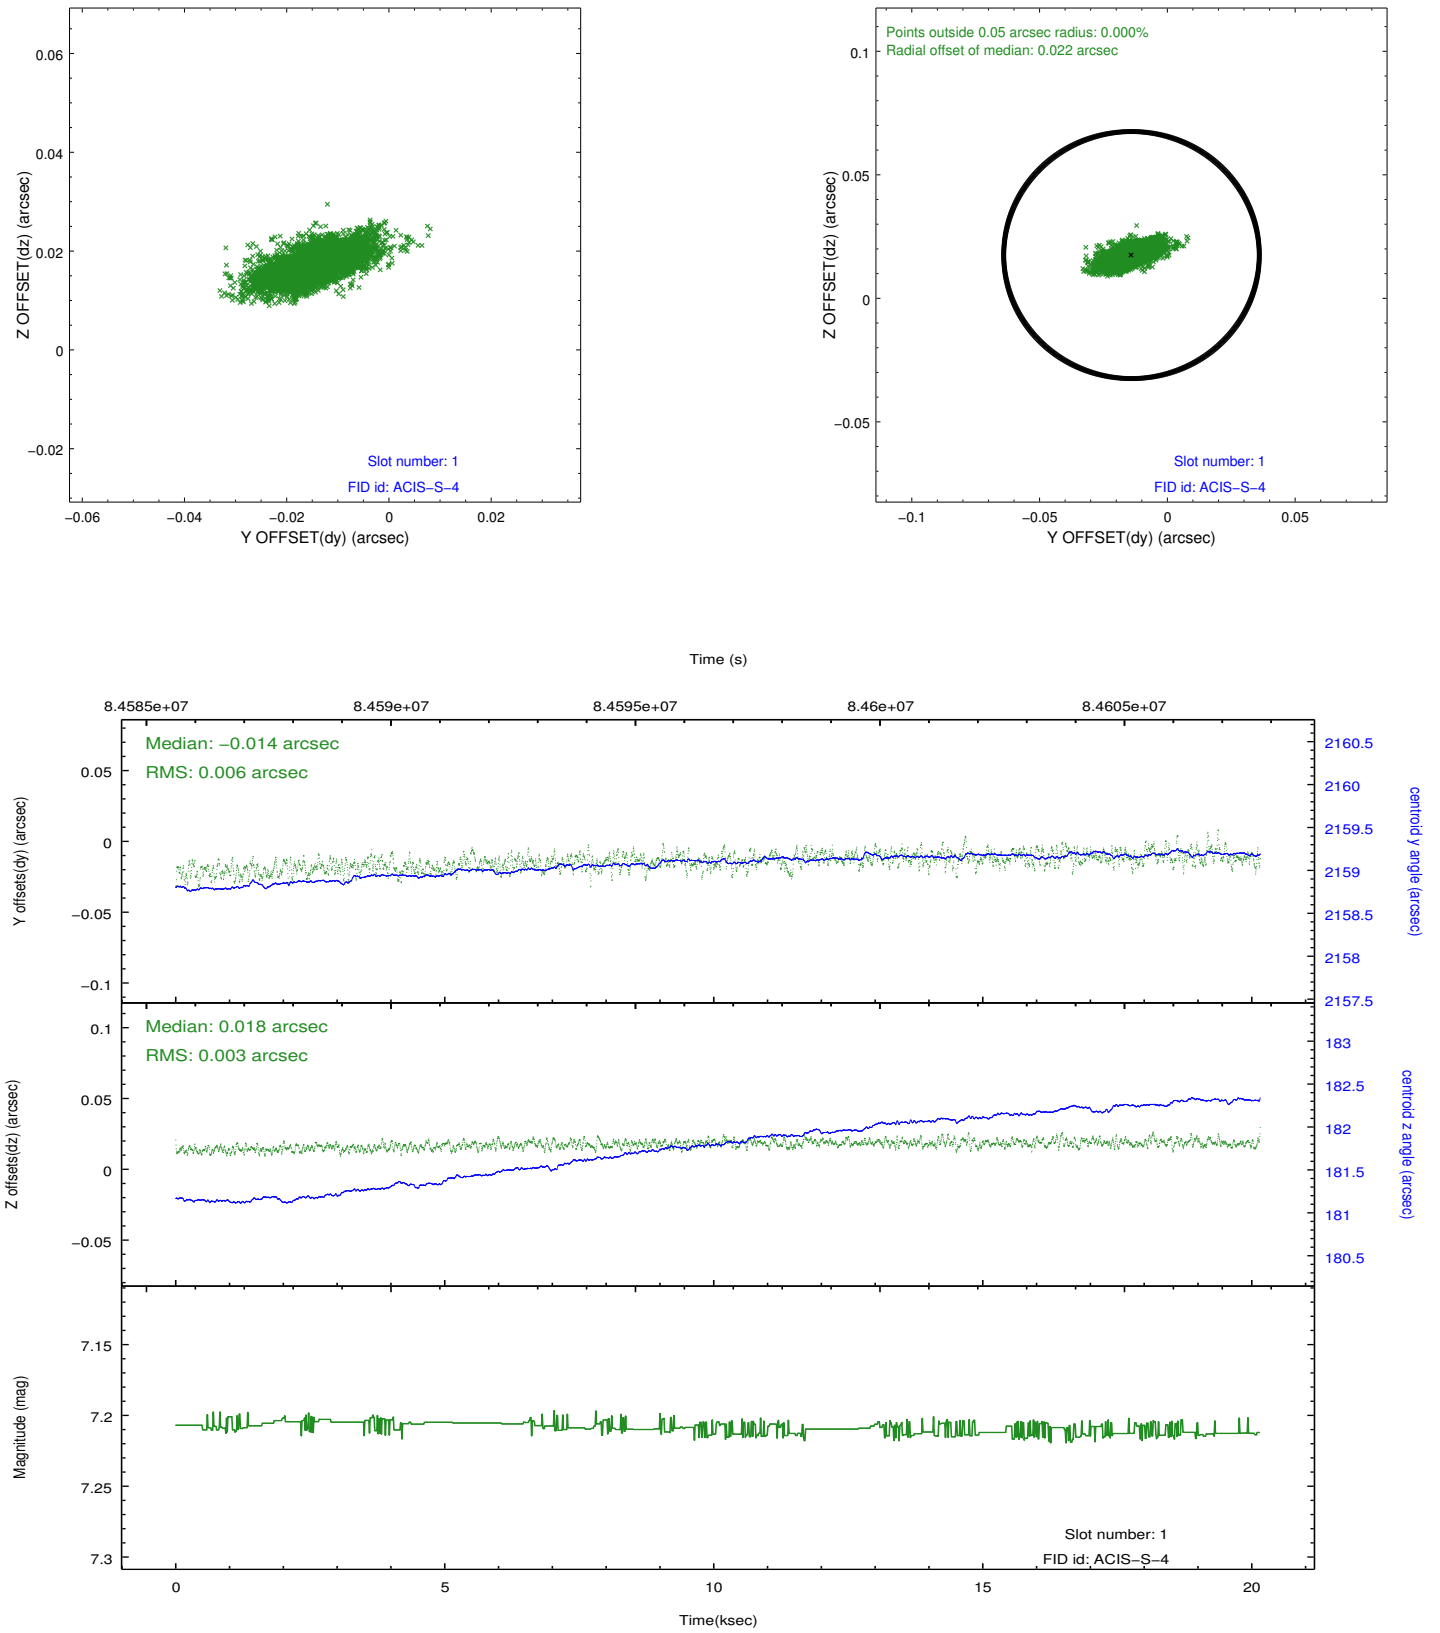 0.06
0.04
0.02
0
−0.02
Z OFFSET(dz) (arcsec)
Slot number: 1
FID id: ACIS−S−4
−0.06 −0.04 −0.02 0 0.02
Y OFFSET(dy) (arcsec)
Points outside 0.05 arcsec radius: 0.000%
Radial offset of median: 0.022 arcsec
0.1
0.05
0
−0.05
Z OFFSET(dz) (arcsec)
Slot number: 1
FID id: ACIS−S−4
−0.1 −0.05 0 0.05
Y OFFSET(dy) (arcsec)
Time (s)
8.4585e+07 8.459e+07 8.4595e+07 8.46e+07 8.4605e+07
Median: −0.014 arcsec
RMS: 0.006 arcsec
0.05
0
−0.05
−0.1
Y offsets(dy) (arcsec)
2160.5
2160
2159.5
2159
2158.5
2158
2157.5
centroid y angle (arcsec)
Median: 0.018 arcsec
RMS: 0.003 arcsec
0.1
0.05
0
−0.05
Z offsets(dz) (arcsec)
183
182.5
182
181.5
181
180.5
centroid z angle (arcsec)
7.15
7.2
7.25
7.3
Magnitude (mag)
Slot number: 1
FID id: ACIS−S−4
0 5 10 15 20
Time(ksec)